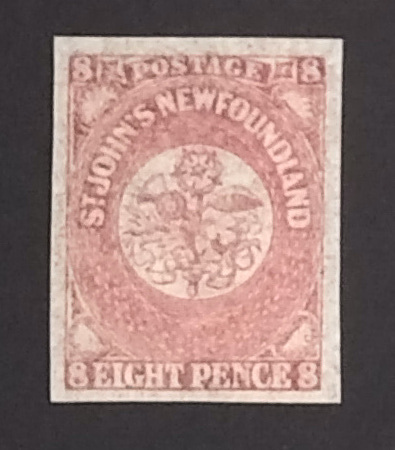 8 POSTAGE 8
ST. JOHN'S NEWFOUNDLAND
8 EIGHT PENCE 8